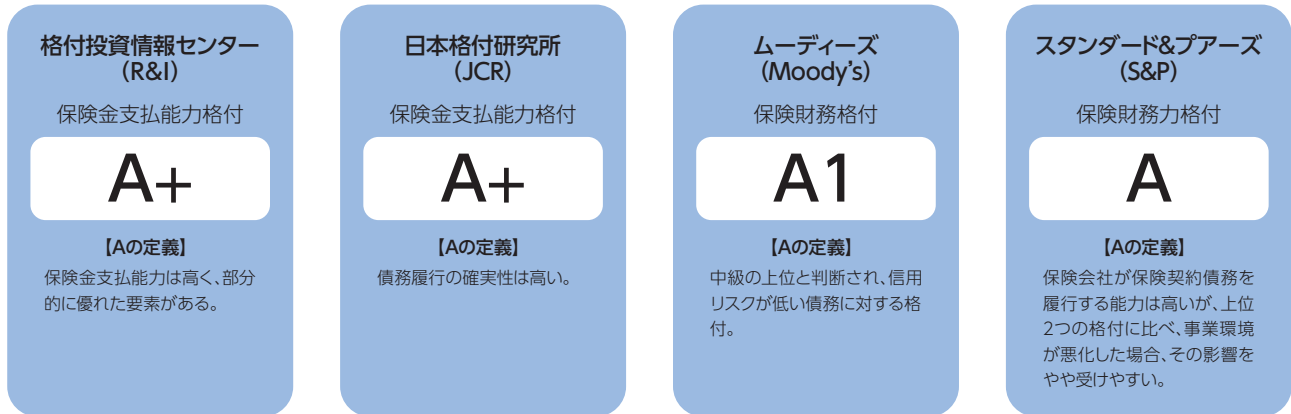 格付投資情報センター
(R&I)
保険金支払能力格付
A+
【Aの定義】
保険金支払能力は高く、部分
的に優れた要素がある。
日本格付研究所
(JCR)
保険金支払能力格付
A+
【Aの定義】
債務履行の確実性は高い。
ムーディーズ
(Moody's)
保険財務格付
A1
【Aの定義】
中級の上位と判断され、信用
リスクが低い債務に対する格
付。
スタンダード&プアーズ
(S&P)
保険財務力格付
A
【Aの定義】
保険会社が保険契約債務を
履行する能力は高いが、上位
2つの格付に比べ、事業環境
が悪化した場合、その影響を
やや受けやすい。